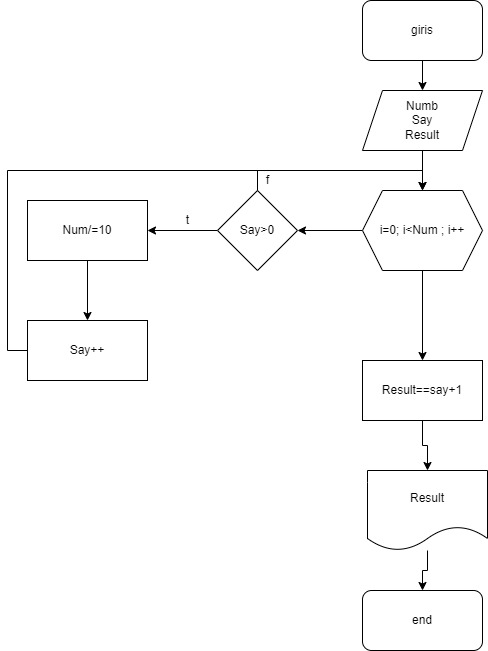 giris
Numb
Say
Result
f
t
Num/=10
Say>0
i=0; i<Num ; i++
Say++
Result==say+1
Result
end